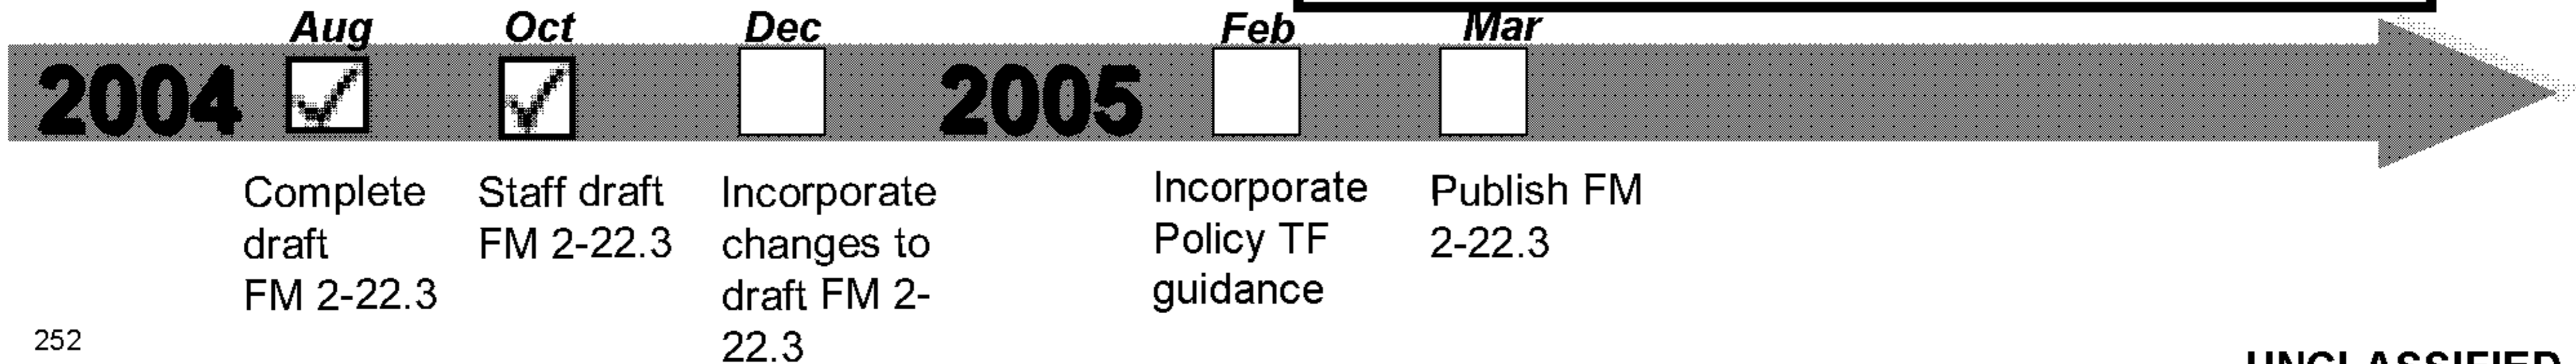 Aug Oct Dec Feb Mar
2004 2005
Complete
draft
FM 2-22.3
Staff draft
FM 2-22.3
Incorporate
changes to
draft FM 2-
22.3
Incorporate
Policy TF
guidance
Publish FM
2-22.3
252
UNCLASSIFIED